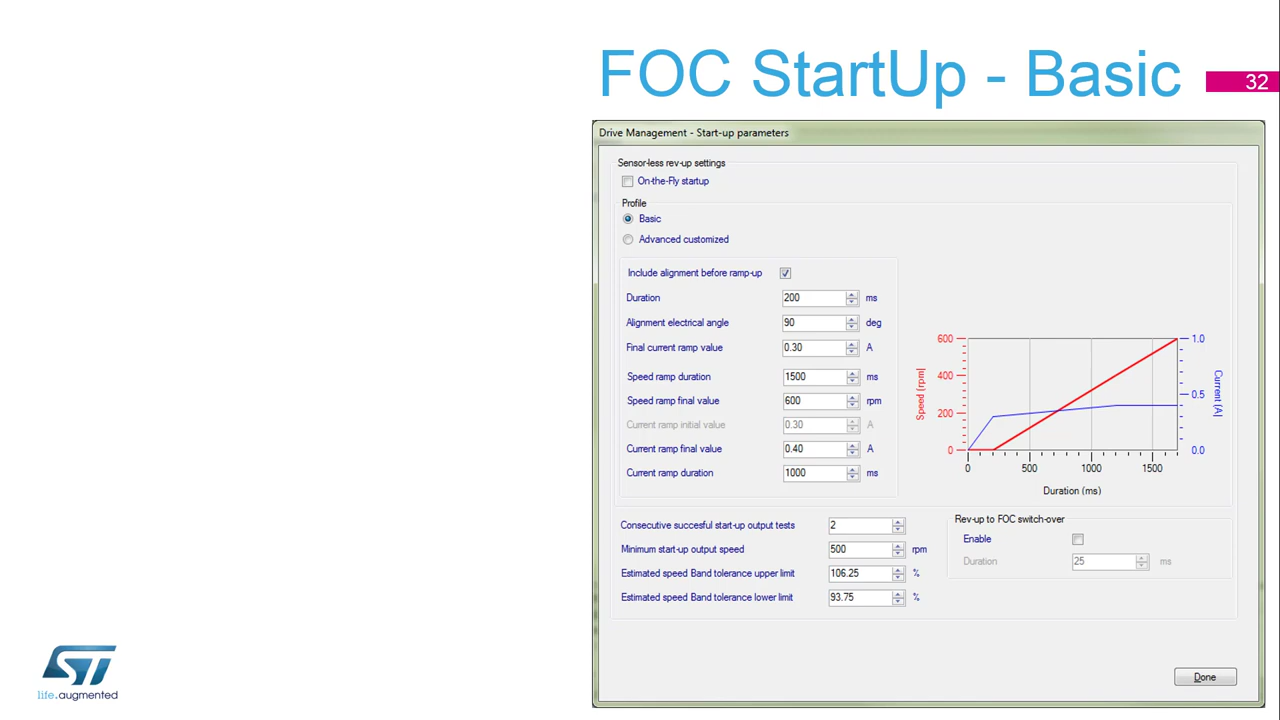 FOC StartUp - Basic
32
Drive Management - Start-up parameters
Sensor-less rev-up settings
On-the-Fly startup
Profile
Basic
Advanced customized
Include alignment before ramp-up
Duration 200 ms
Alignment electrical angle 90 deg
Final current ramp value 0.30 A
Speed ramp duration 1500 ms
Speed ramp final value 600 rpm
Current ramp initial value 0.30 A
Current ramp final value 0.40 A
Current ramp duration 1000 ms
600 1.0
400
0.5
200
0 0.0
Speed [rpm]
Current [A]
0 500 1000 1500
Duration (ms)
Consecutive succesful start-up output tests 2
Minimum start-up output speed 500 rpm
Estimated speed Band tolerance upper limit 106.25 %
Estimated speed Band tolerance lower limit 93.75 %
Rev-up to FOC switch-over
Enable
Duration 25 ms
Done
ST
life.augmented